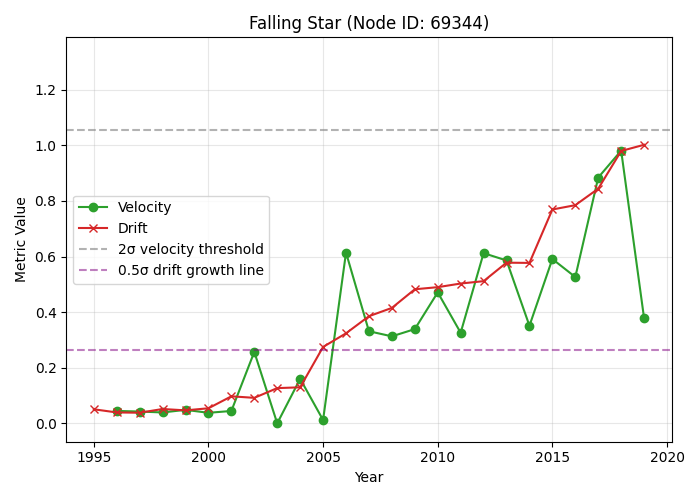 Falling Star (Node ID: 69344)
1.2
1.0
0.8
0.6
0.4
0.2
0.0
Metric Value
Velocity
Drift
2σ velocity threshold
0.5σ drift growth line
1995
2000
2005
2010
2015
2020
Year